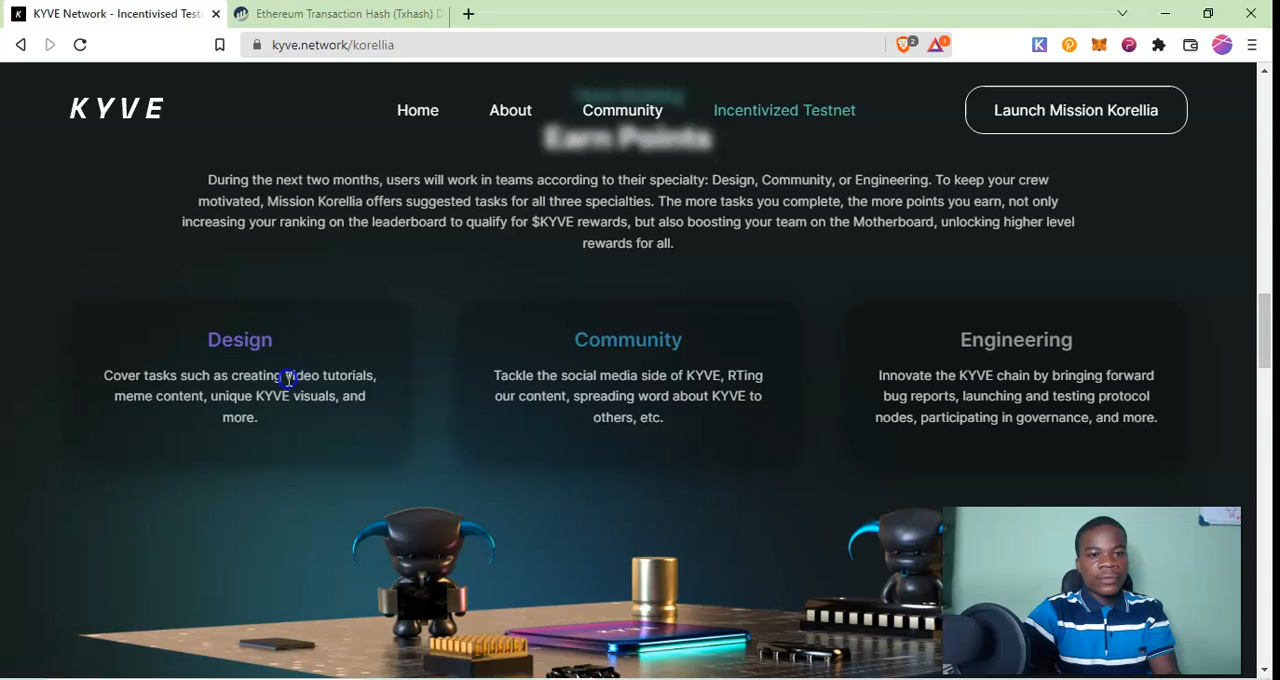 KYVE Network - Incentivised Test
Ethereum Transaction Hash (Txhash) D
kyve.network/korellia
2
1
KYVE
Home
About
Community
Incentivized Testnet
Launch Mission Korellia
Team Building
Earn Points
During the next two months, users will work in teams according to their specialty: Design, Community, or Engineering. To keep your crew
motivated, Mission Korellia offers suggested tasks for all three specialties. The more tasks you complete, the more points you earn, not only
increasing your ranking on the leaderboard to qualify for $KYVE rewards, but also boosting your team on the Motherboard, unlocking higher level
rewards for all.
Design
Cover tasks such as creating video tutorials,
meme content, unique KYVE visuals, and
more.
Community
Tackle the social media side of KYVE, RTing
our content, spreading word about KYVE to
others, etc.
Engineering
Innovate the KYVE chain by bringing forward
bug reports, launching and testing protocol
nodes, participating in governance, and more.